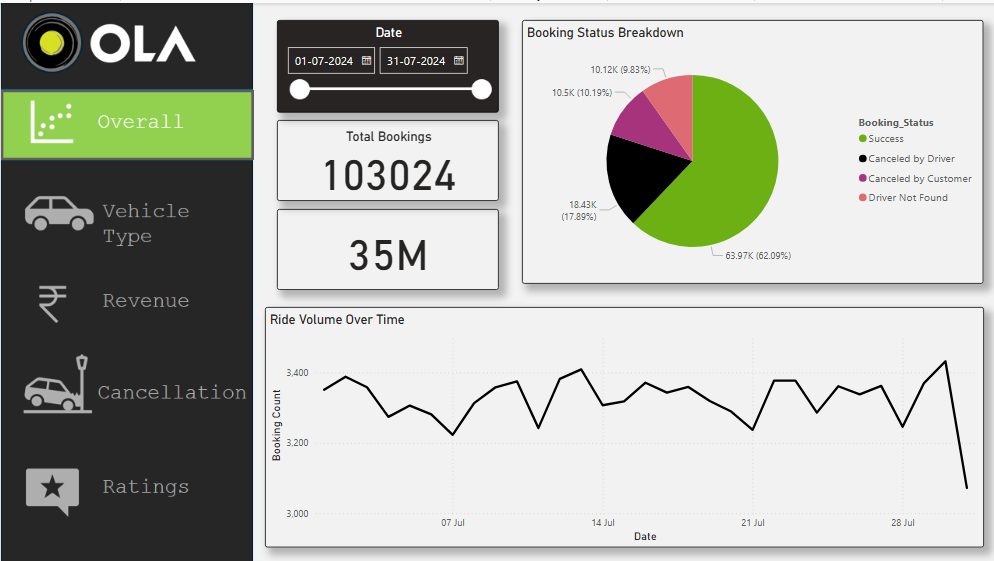 OLA
Overall
Vehicle
Type
Revenue
Cancellation
Ratings
Date
01-07-2024 31-07-2024
Total Bookings
103024
35M
Booking Status Breakdown
10.12K (9.83%)
10.5K (10.19%)
18.43K
(17.89%)
63.97K (62.09%)
Booking_Status
Success
Canceled by Driver
Canceled by Customer
Driver Not Found
Ride Volume Over Time
Booking Count
3,400
3,200
3,000
07 Jul 14 Jul 21 Jul 28 Jul
Date